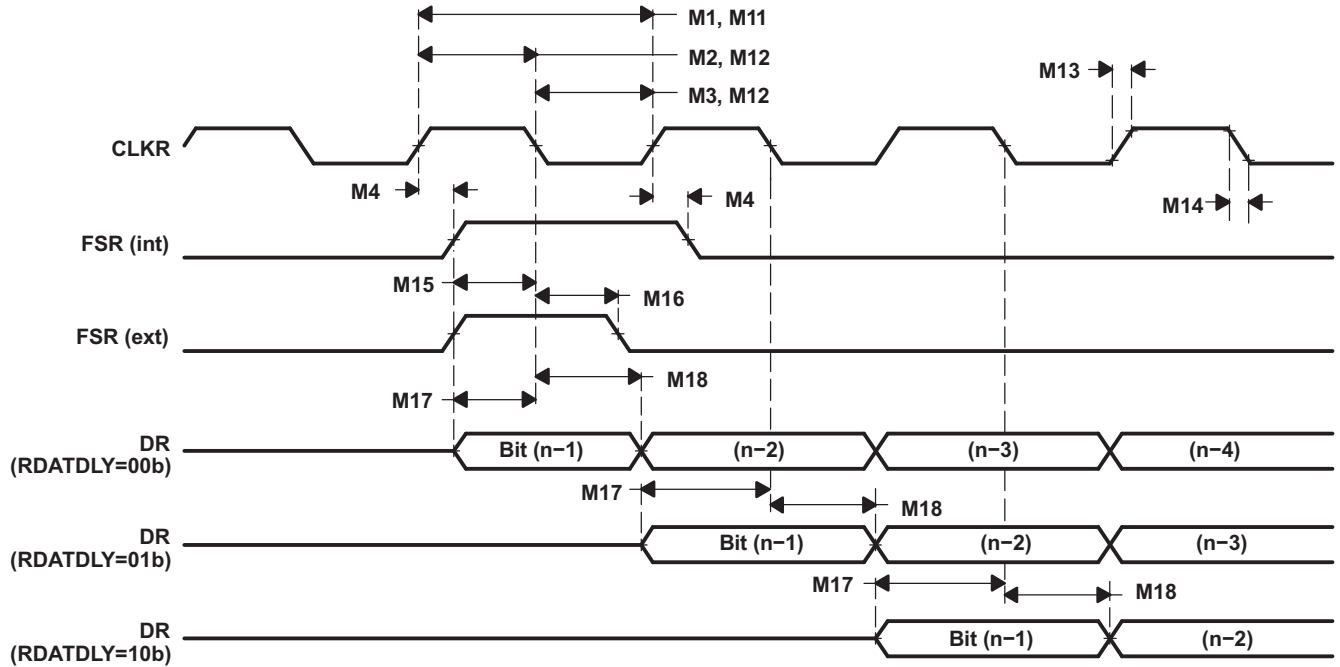 M1, M11
M2, M12
M3, M12
M13
CLKR
M4
M4
M14
FSR (int)
M15
M16
FSR (ext)
M18
M17
DR
(RDATDLY=00b)
Bit (n−1)
(n−2)
(n−3)
(n−4)
M17
M18
DR
(RDATDLY=01b)
Bit (n−1)
(n−2)
(n−3)
M17
M18
DR
(RDATDLY=10b)
Bit (n−1)
(n−2)